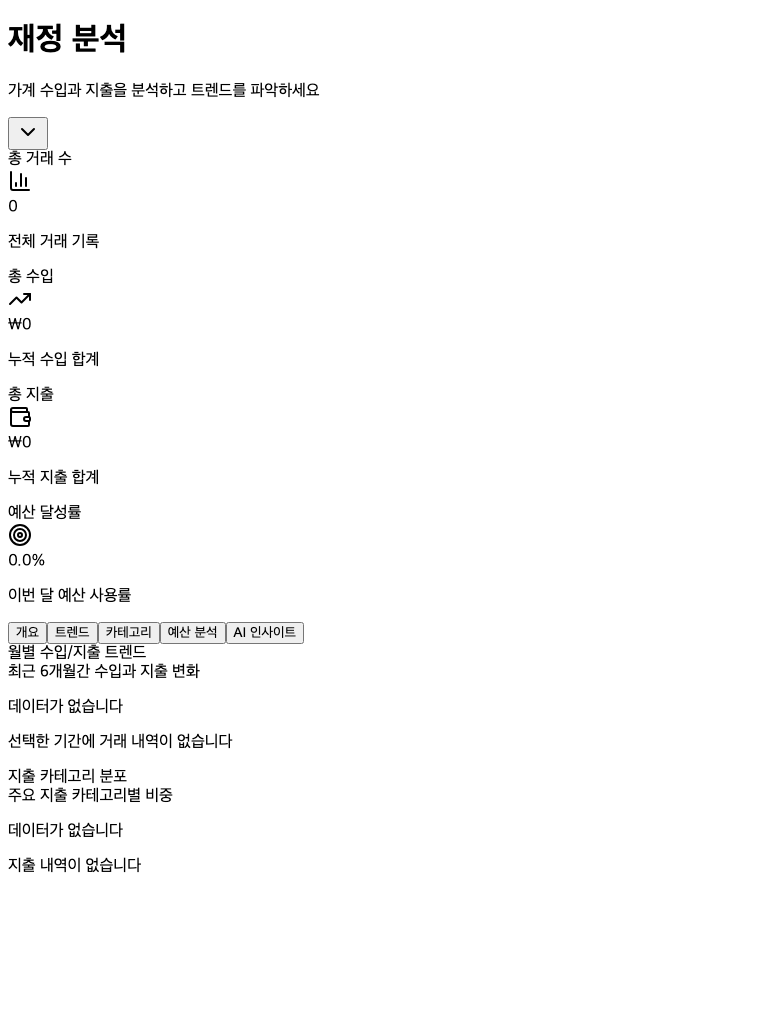 재정 분석
가계 수입과 지출을 분석하고 트렌드를 파악하세요
총 거래 수
0
전체 거래 기록
총 수입
₩0
누적 수입 합계
총 지출
₩0
누적 지출 합계
예산 달성률
0.0%
이번 달 예산 사용률
개요 트렌드 카테고리 예산 분석 AI 인사이트
월별 수입/지출 트렌드
최근 6개월간 수입과 지출 변화
데이터가 없습니다
선택한 기간에 거래 내역이 없습니다
지출 카테고리 분포
주요 지출 카테고리별 비중
데이터가 없습니다
지출 내역이 없습니다